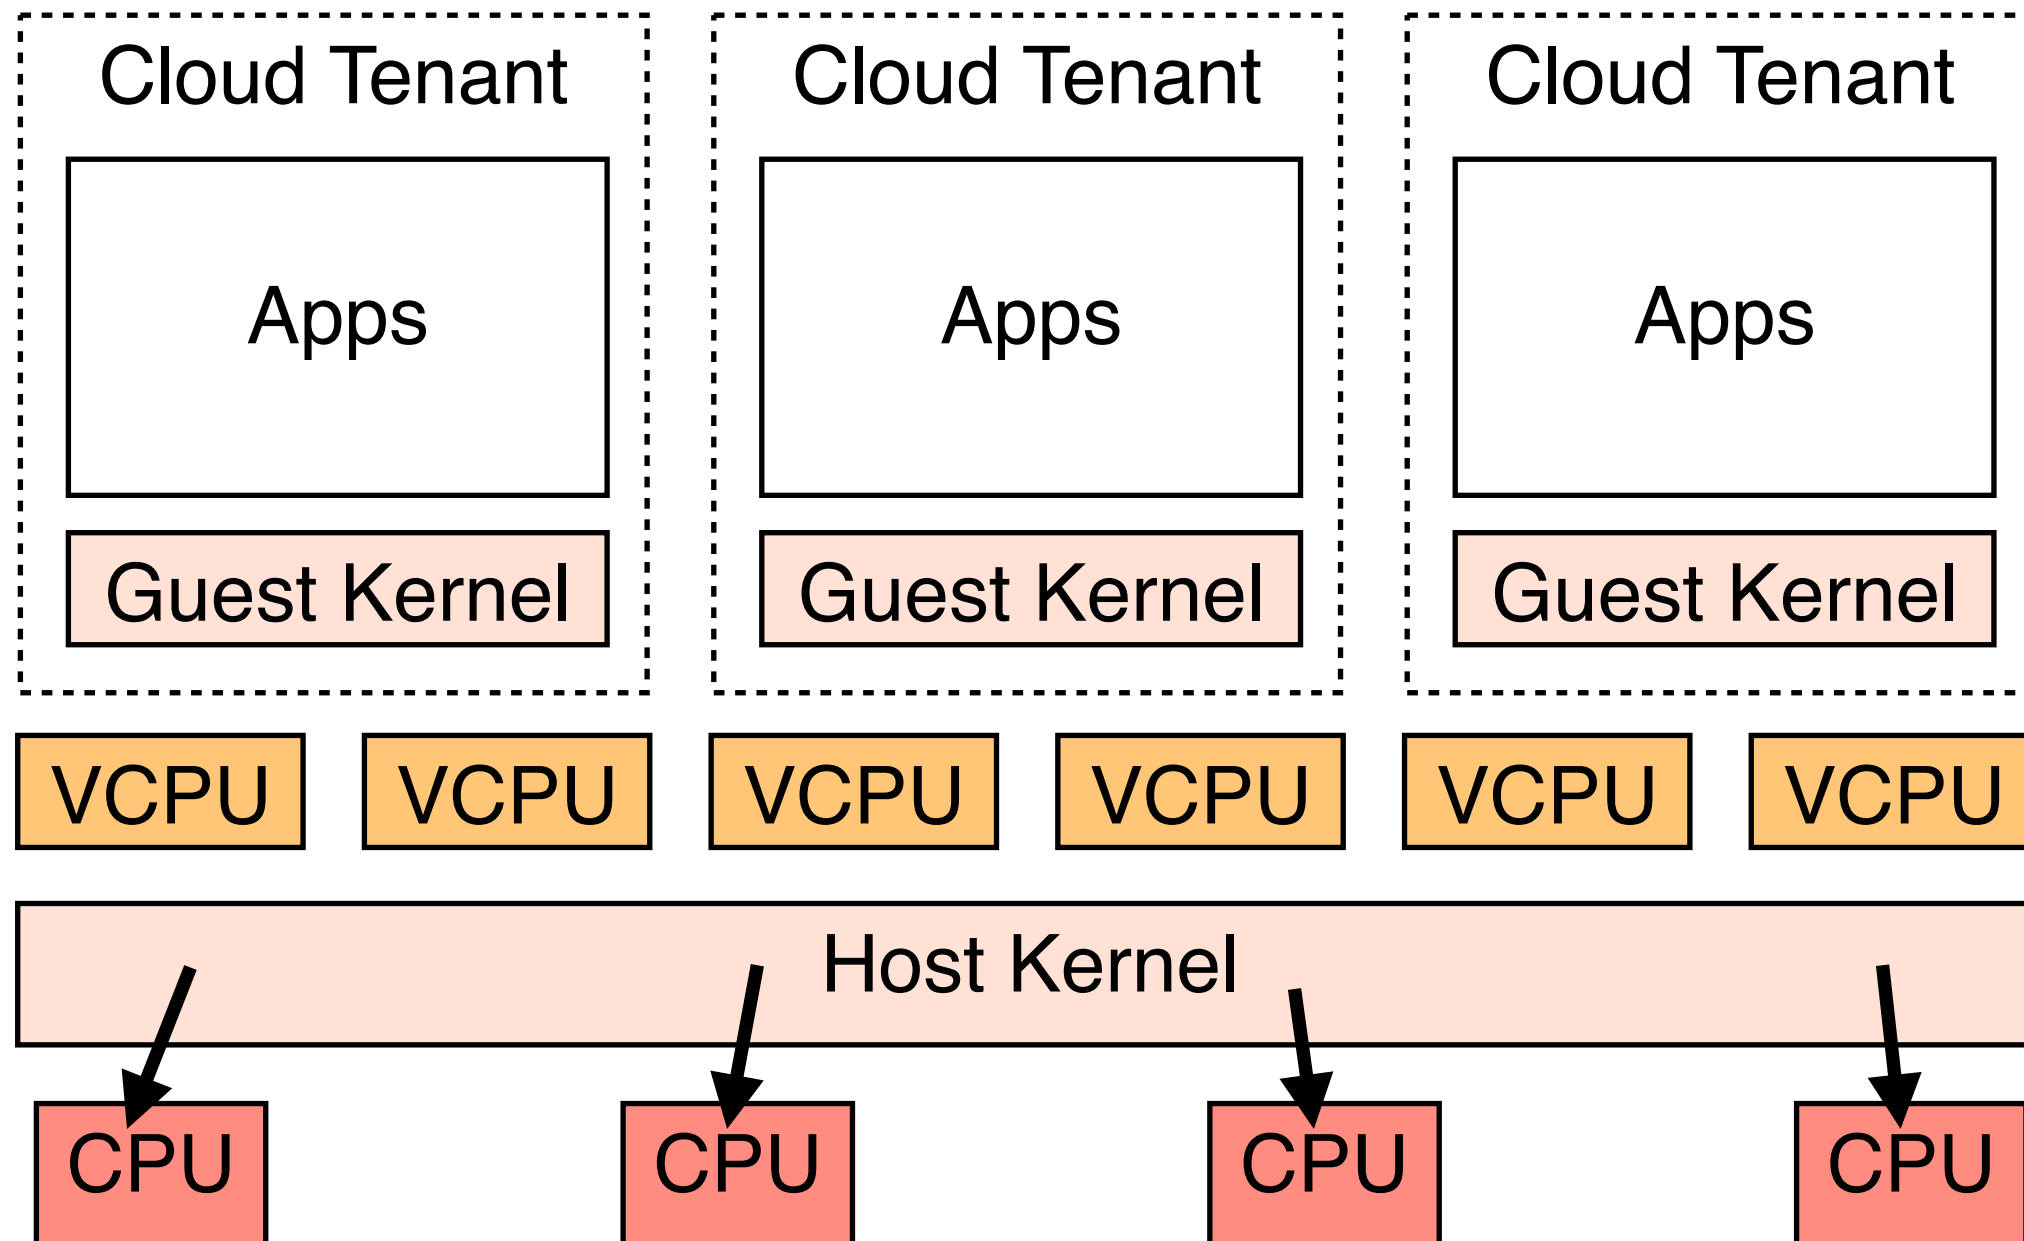 Cloud Tenant Cloud Tenant Cloud Tenant
Apps Apps Apps
Guest Kernel Guest Kernel Guest Kernel
VCPU VCPU VCPU VCPU VCPU VCPU
Host Kernel
CPU CPU CPU CPU